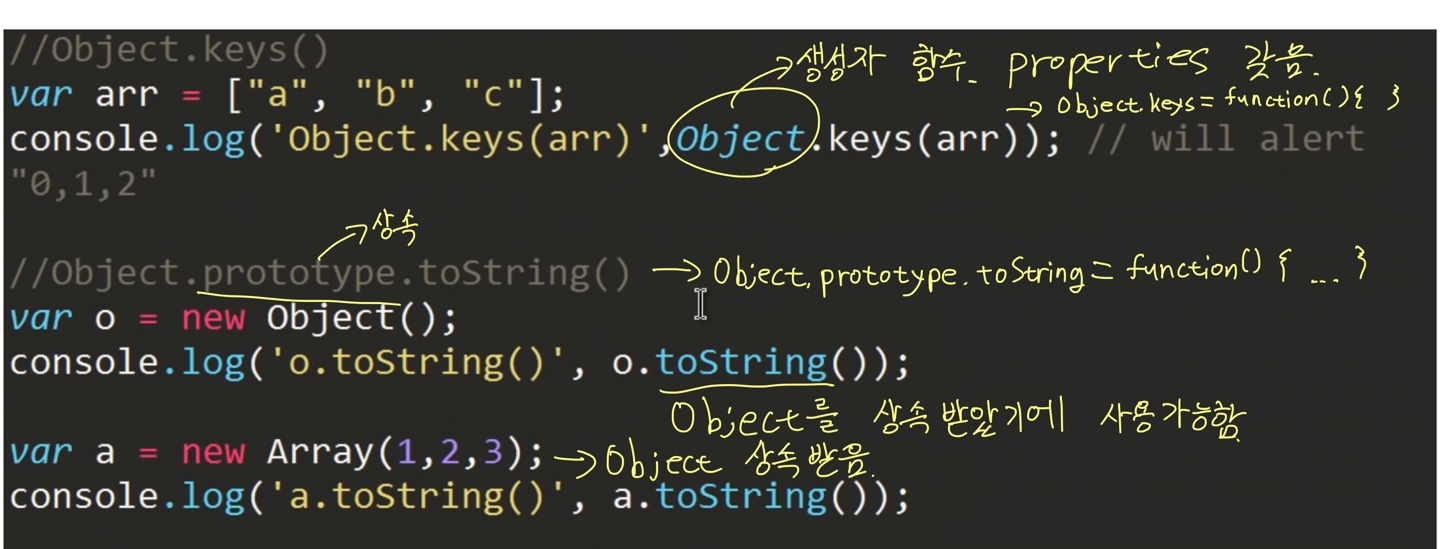 //Object.keys()
→생성자 함수. properties 갖음.
var arr = ["a", "b", "c"];
→ Object.keys = function(){ }
console.log('Object.keys(arr)',Object.keys(arr)); // will alert
"0,1,2"
→상속
//Object.prototype.toString() → Object.prototype.toString = function() { ... }
var o = new Object();
console.log('o.toString()', o.toString());
Object를 상속 받았기에 사용가능함.
var a = new Array(1,2,3); → Object 상속받음.
console.log('a.toString()', a.toString());